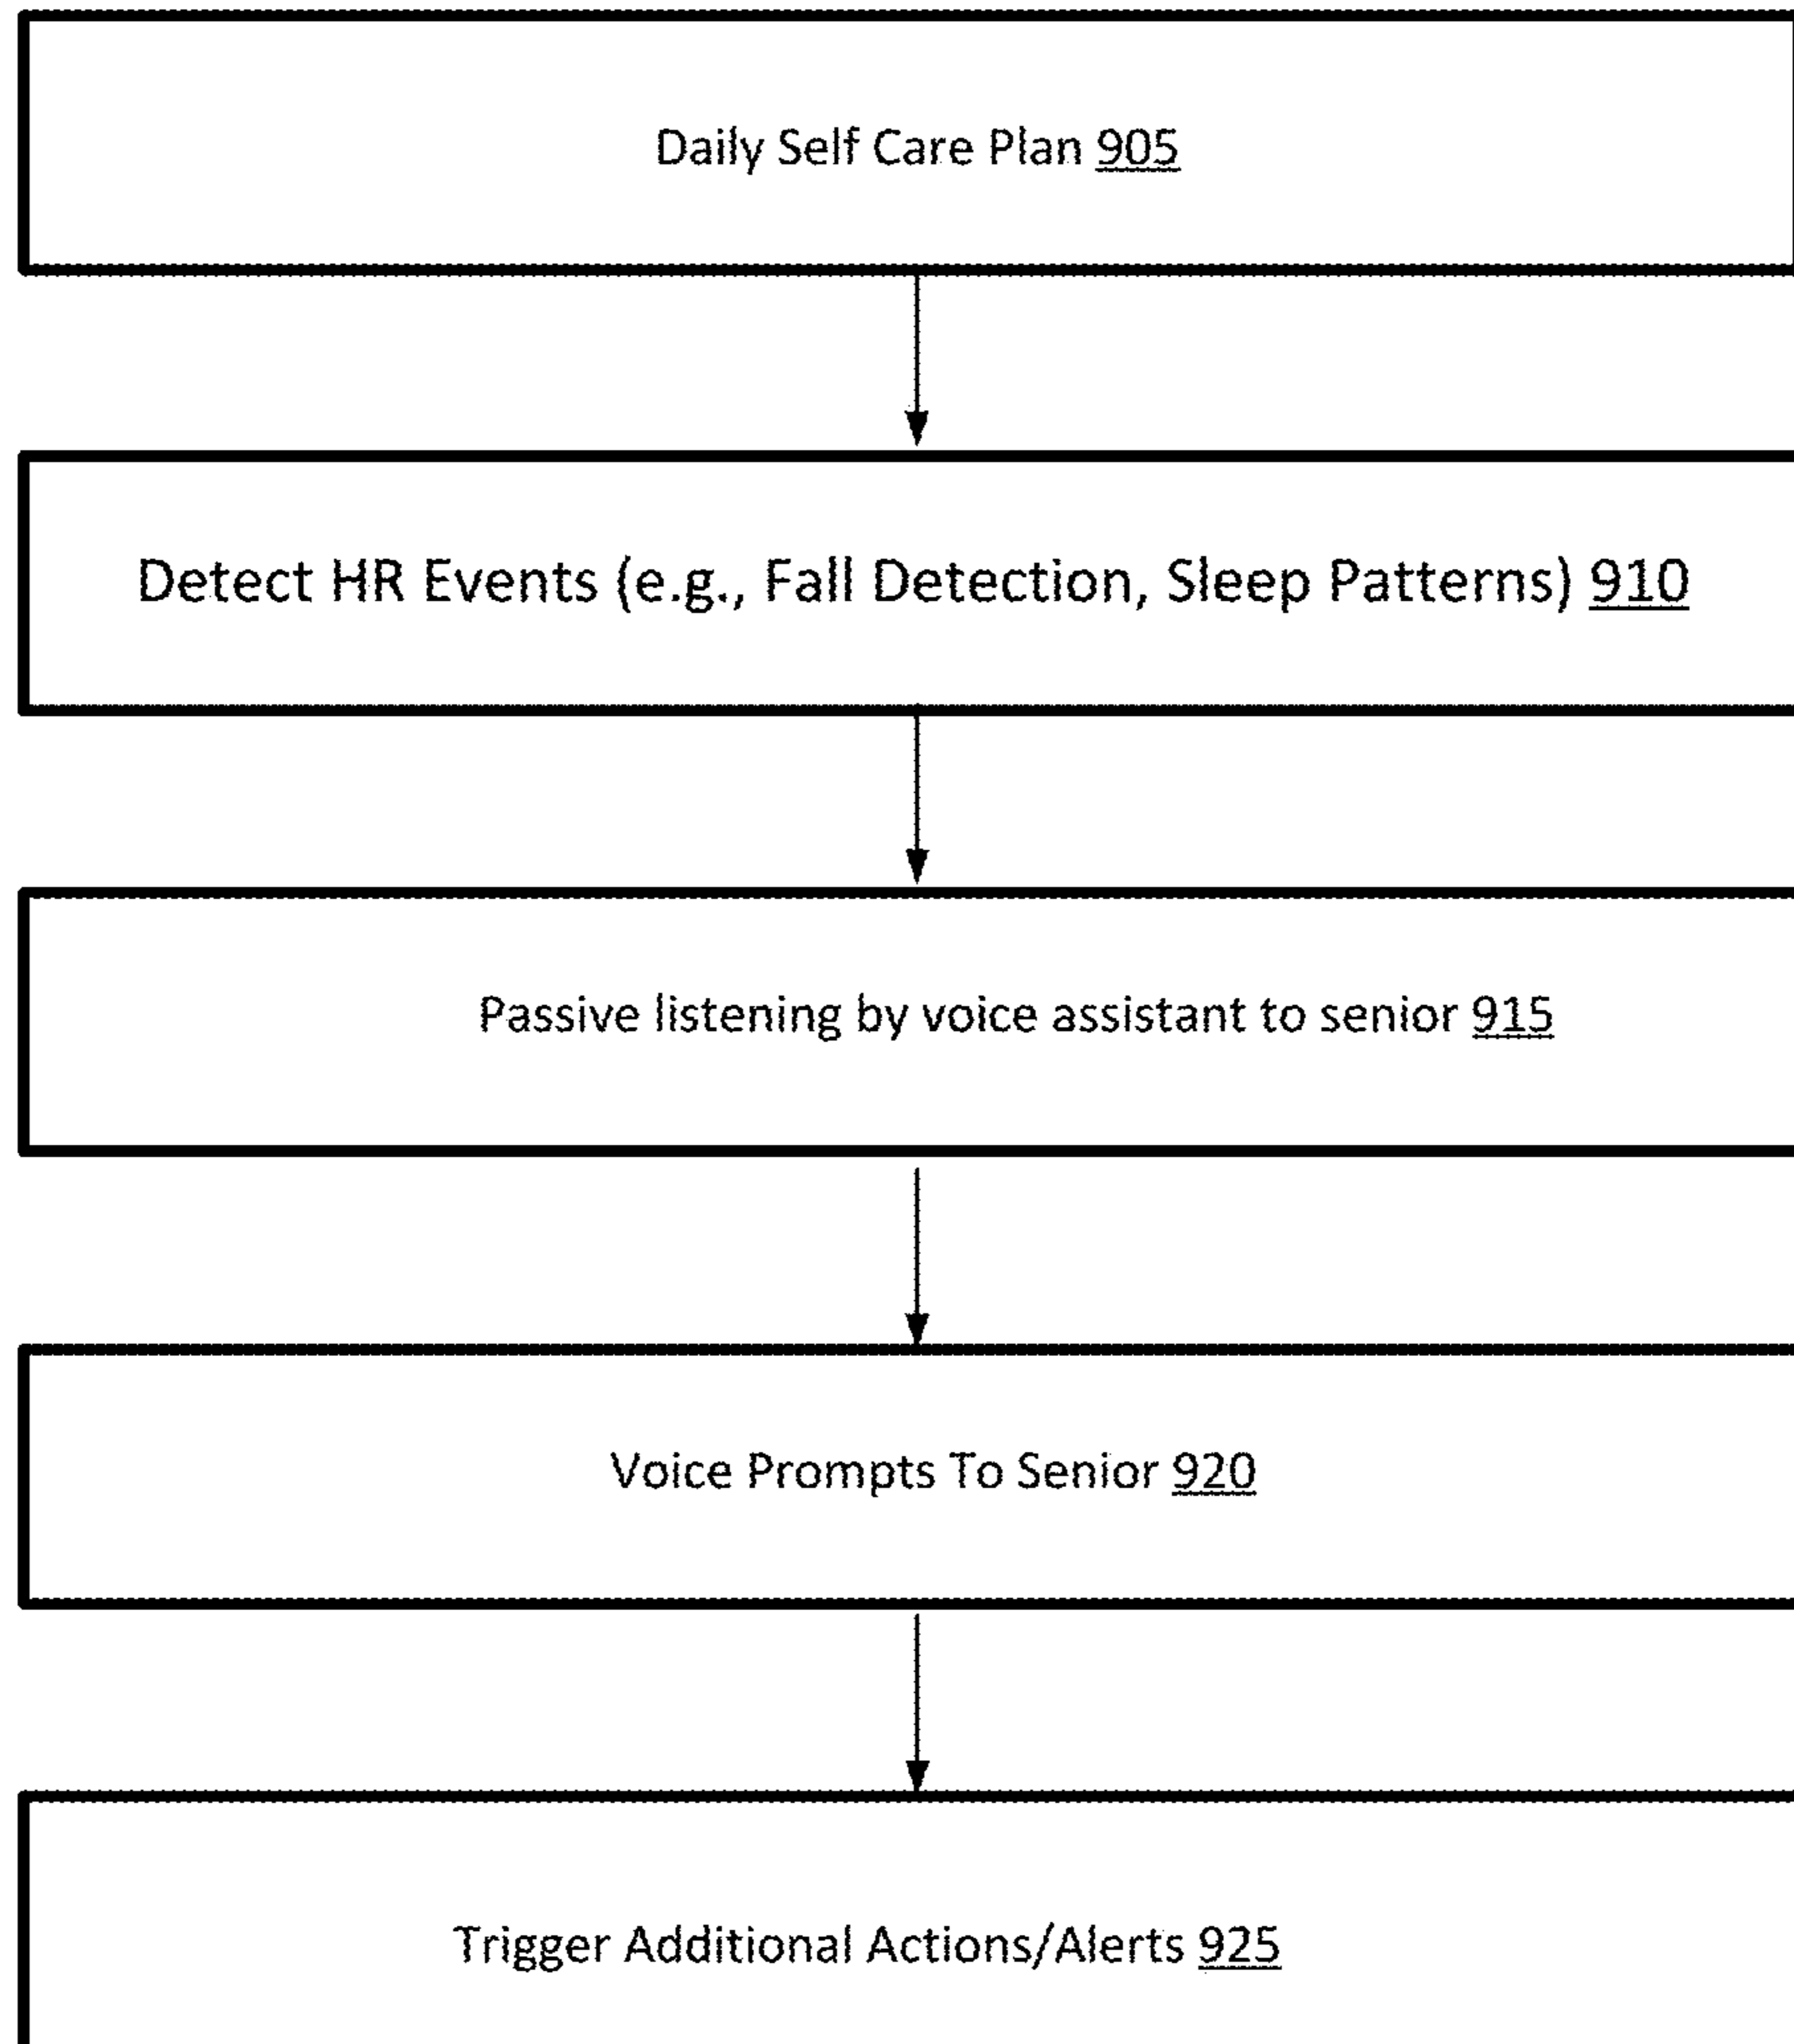 Daily Self Care Plan 905
Detect HR Events (e.g., Fall Detection, Sleep Patterns) 910
Passive listening by voice assistant to senior 915
Voice Prompts To Senior 920
Trigger Additional Actions/Alerts 925